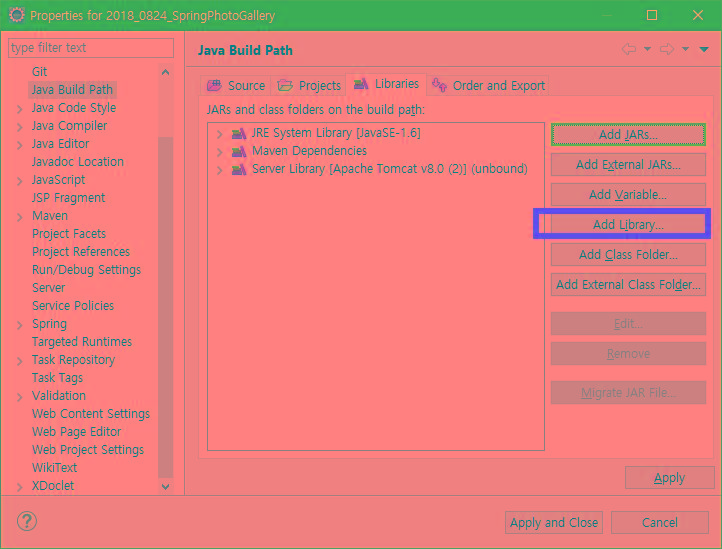 Properties for 2018_0824_SpringPhotoGallery
type filter text
Git
Java Build Path
Java Code Style
Java Compiler
Java Editor
Javadoc Location
JavaScript
JSP Fragment
Maven
Project Facets
Project References
Run/Debug Settings
Server
Service Policies
Spring
Targeted Runtimes
Task Repository
Task Tags
Validation
Web Content Settings
Web Page Editor
Web Project Settings
WikiText
XDoclet
Java Build Path
Source Projects Libraries Order and Export
JARs and class folders on the build path:
JRE System Library [JavaSE-1.6]
Maven Dependencies
Server Library [Apache Tomcat v8.0 (2)] (unbound)
Add JARs...
Add External JARs...
Add Variable...
Add Library...
Add Class Folder...
Add External Class Folder...
Edit...
Remove
Migrate JAR File...
Apply
?
Apply and Close Cancel